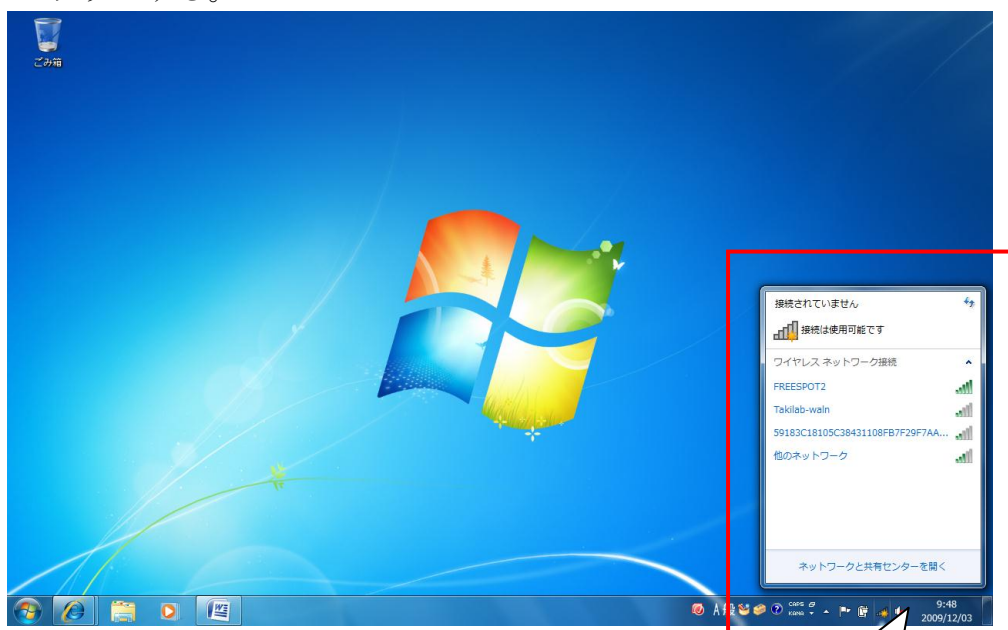 ごみ箱
接続されていません
接続は使用可能です
ワイヤレス ネットワーク接続
FREESPOT2
Takilab-waln
59183C18105C38431108FB7F29F7AA...
他のネットワーク
ネットワークと共有センターを開く
A 般
CAPS
KANA
9:48
2009/12/03